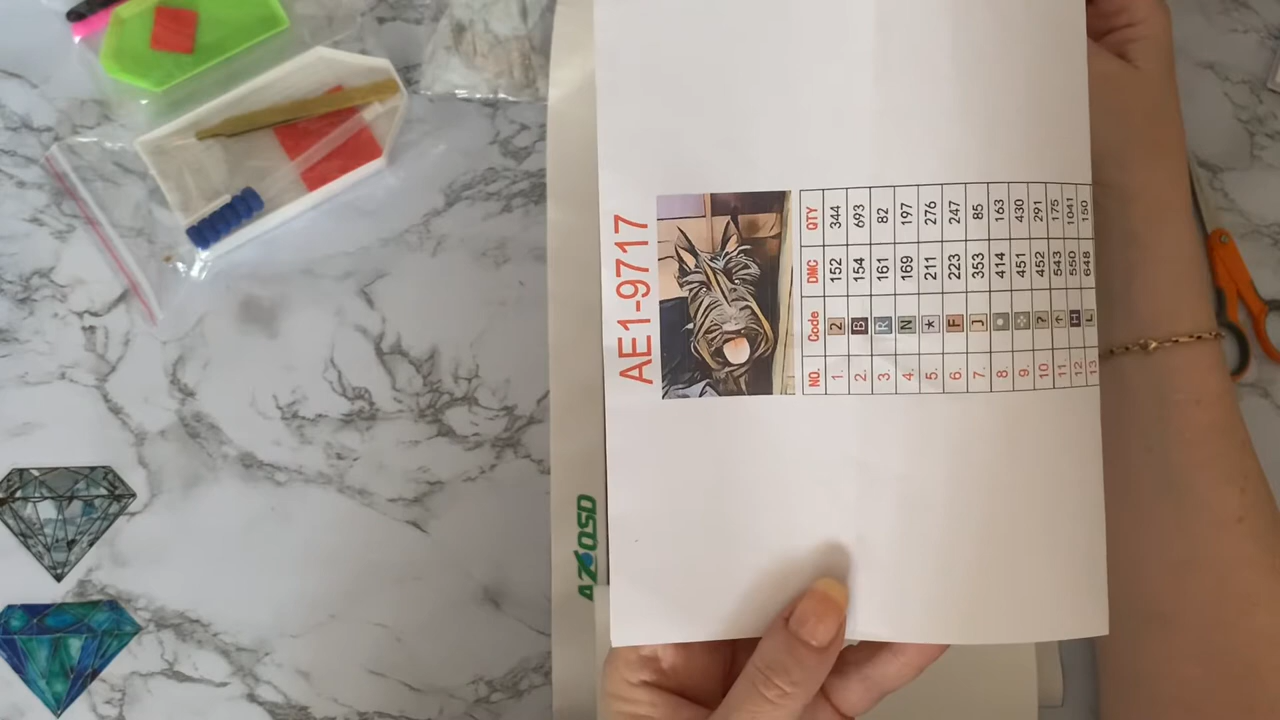 AE1-9717
NO. Code DMC QTY
1. 2 152 344
2. B 154 693
3. R 161 82
4. N 169 197
5. ★ 211 276
6. F 223 247
7. J 353 85
8. ● 414 163
9. 451 430
10. ? 452 291
11. ↑ 543 175
12. H 550 1041
13 L 648 150
AZQSD